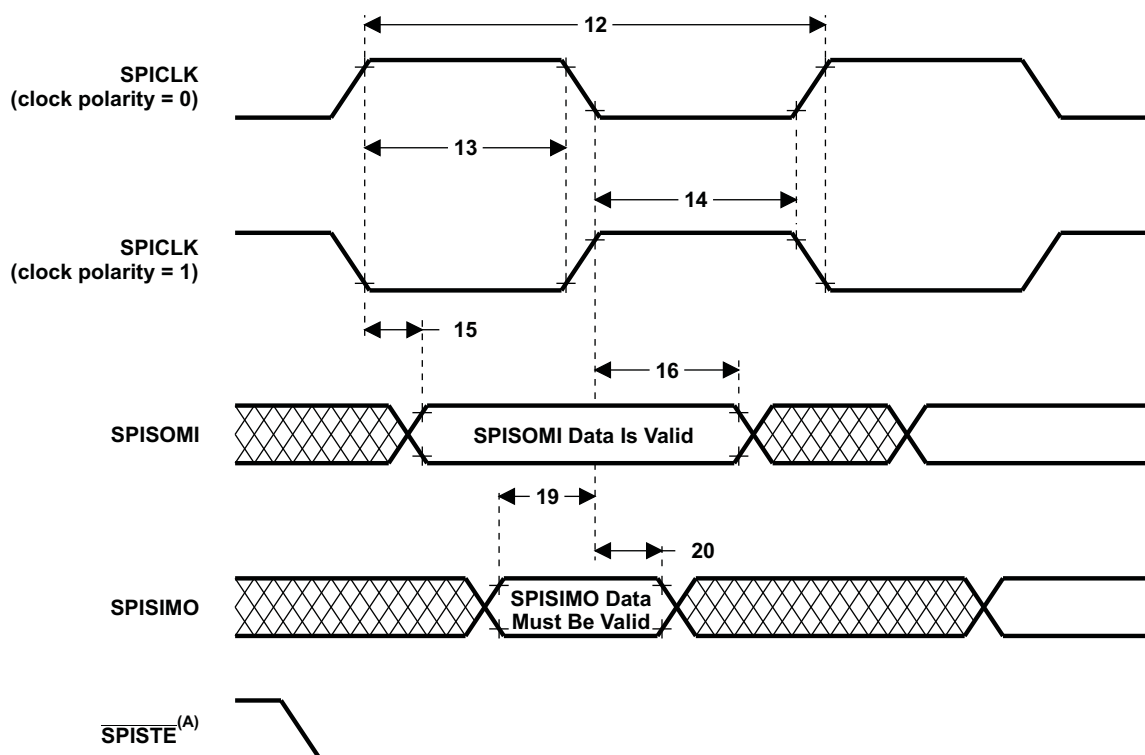 12
SPICLK
(clock polarity = 0)
13
14
SPICLK
(clock polarity = 1)
15
16
SPISOMI
SPISOMI Data Is Valid
19
20
SPISIMO
SPISIMO Data
Must Be Valid
SPISTE(A)